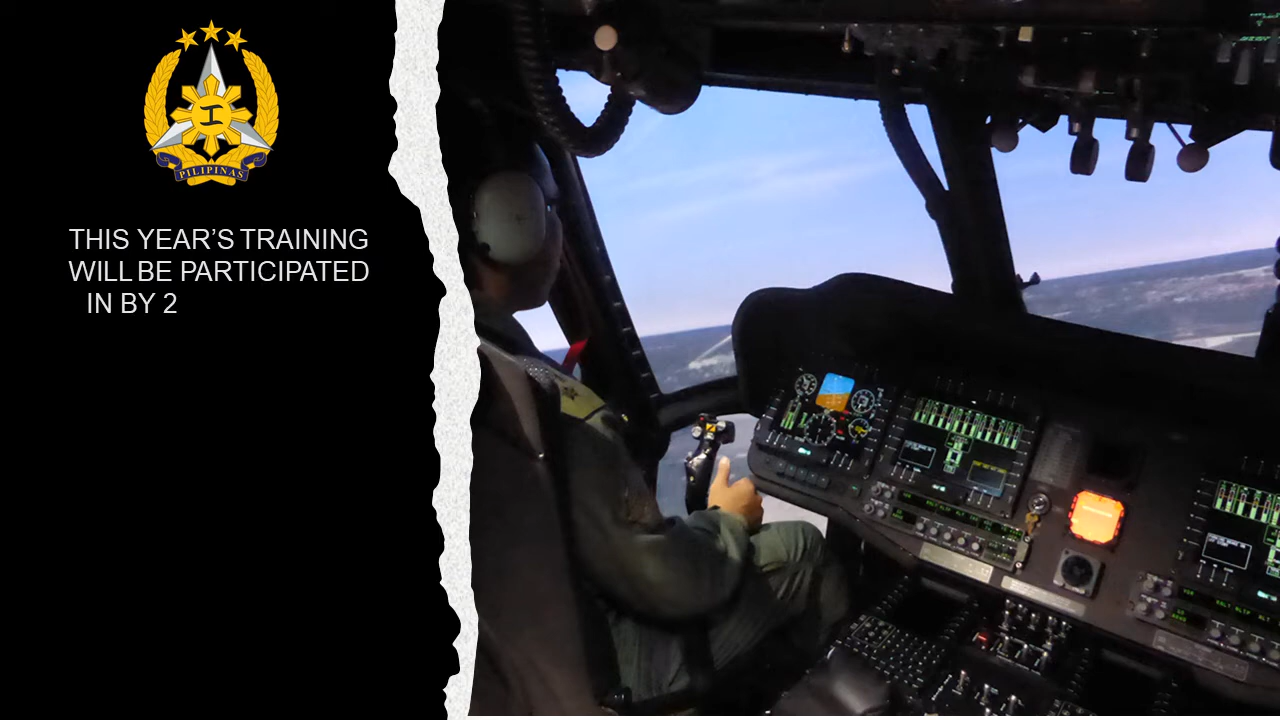 PILIPINAS
THIS YEAR’S TRAINING
WILL BE PARTICIPATED
IN BY 2